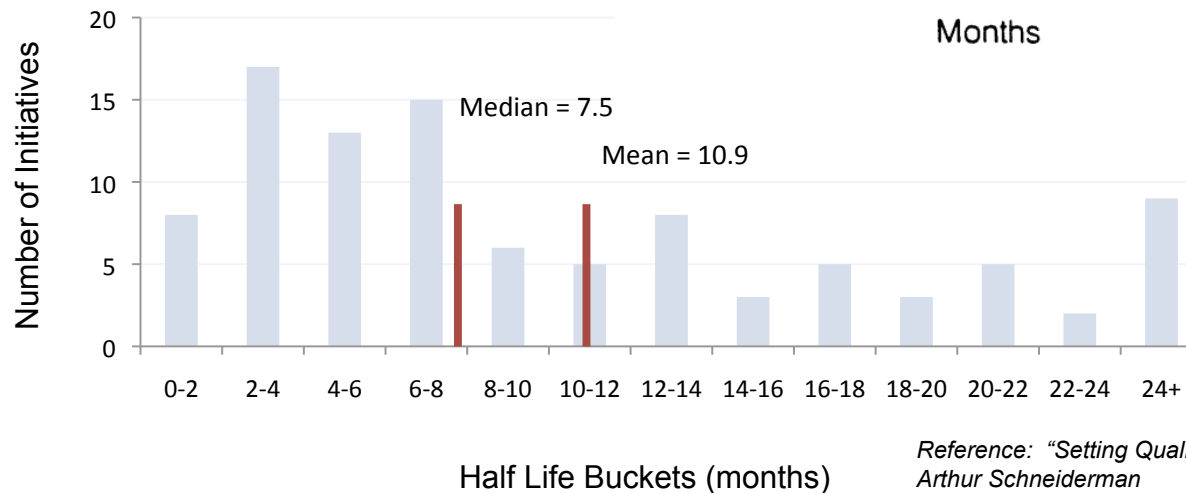 Months
Number of Initiatives
20
15
10
5
0
Median = 7.5
Mean = 10.9
0-2 2-4 4-6 6-8 8-10 10-12 12-14 14-16 16-18 18-20 20-22 22-24 24+
Half Life Buckets (months)
Reference: “Setting Quali
Arthur Schneiderman